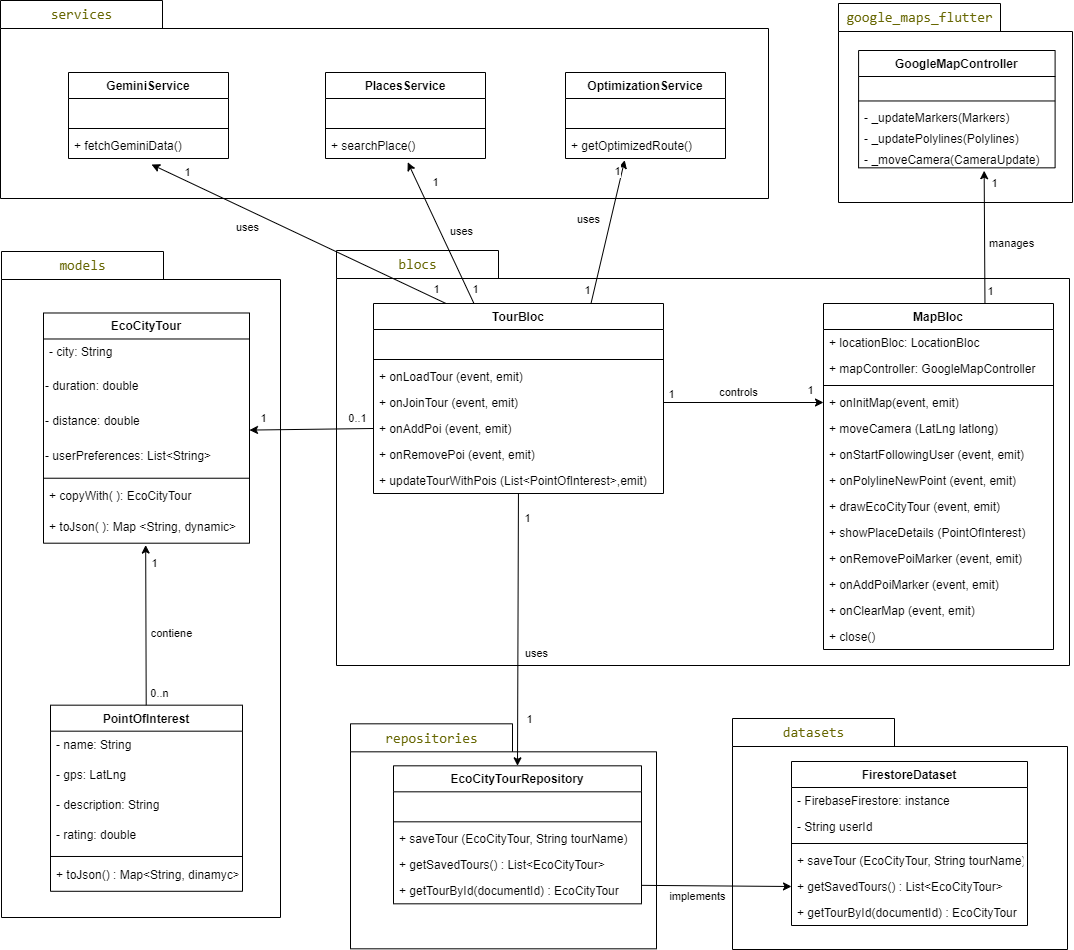 services
GeminiService
+ fetchGeminiData()
PlacesService
+ searchPlace()
OptimizationService
+ getOptimizedRoute()
google_maps_flutter
GoogleMapController
- _updateMarkers(Markers)
- _updatePolylines(Polylines)
- _moveCamera(CameraUpdate)
1
1
1
1
uses
uses
uses
manages
1
1
1
1
models
EcoCityTour
- city: String
- duration: double
- distance: double
- userPreferences: List<String>
+ copyWith( ): EcoCityTour
+ toJson( ): Map <String, dynamic>
1
contiene
0..n
PointOfInterest
- name: String
- gps: LatLng
- description: String
- rating: double
+ toJson() : Map<String, dinamyc>
1
0..1
blocs
TourBloc
+ onLoadTour (event, emit)
+ onJoinTour (event, emit)
+ onAddPoi (event, emit)
+ onRemovePoi (event, emit)
+ updateTourWithPois (List<PointOfInterest>,emit)
1
controls
1
MapBloc
+ locationBloc: LocationBloc
+ mapController: GoogleMapController
+ onInitMap(event, emit)
+ moveCamera (LatLng latlong)
+ onStartFollowingUser (event, emit)
+ onPolylineNewPoint (event, emit)
+ drawEcoCityTour (event, emit)
+ showPlaceDetails (PointOfInterest)
+ onRemovePoiMarker (event, emit)
+ onAddPoiMarker (event, emit)
+ onClearMap (event, emit)
+ close()
1
uses
1
repositories
EcoCityTourRepository
+ saveTour (EcoCityTour, String tourName)
+ getSavedTours() : List<EcoCityTour>
+ getTourById(documentId) : EcoCityTour
implements
datasets
FirestoreDataset
- FirebaseFirestore: instance
- String userId
+ saveTour (EcoCityTour, String tourName)
+ getSavedTours() : List<EcoCityTour>
+ getTourById(documentId) : EcoCityTour